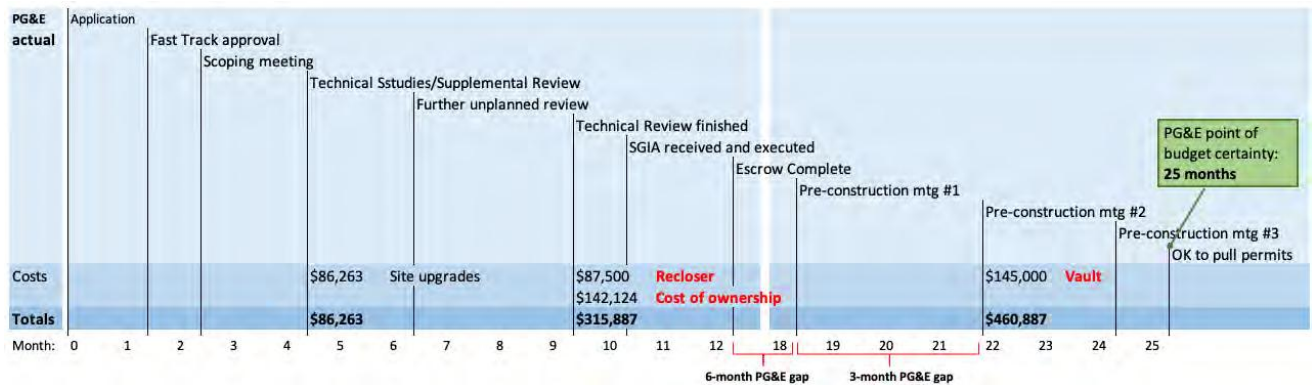 PG&E Application
actual Fast Track approval
Scoping meeting
Technical Sstudies/Supplemental Review
Further unplanned review
Technical Review finished
SGIA received and executed
Escrow Complete
Pre-construction mtg #1
Pre-construction mtg #2
Pre-construction mtg #3
OK to pull permits
PG&E point of
budget certainty:
25 months
Costs $86,263 Site upgrades $87,500 Recloser $145,000 Vault
$142,124 Cost of ownership
Totals $86,263 $315,887 $460,887
Month: 0 1 2 3 4 5 6 7 8 9 10 11 12 18 19 20 21 22 23 24 25
6-month PG&E gap 3-month PG&E gap